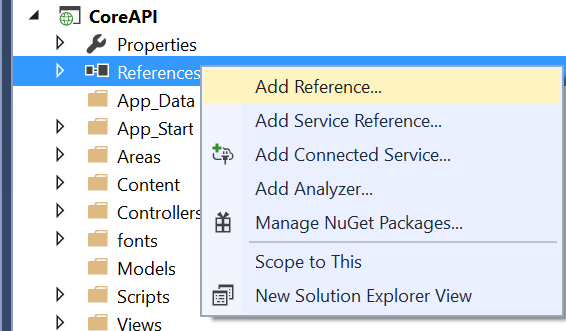 CoreAPI
Properties
References
App_Data
App_Start
Areas
Content
Controllers
fonts
Models
Scripts
Views
Add Reference...
Add Service Reference...
Add Connected Service...
Add Analyzer...
Manage NuGet Packages...
Scope to This
New Solution Explorer View